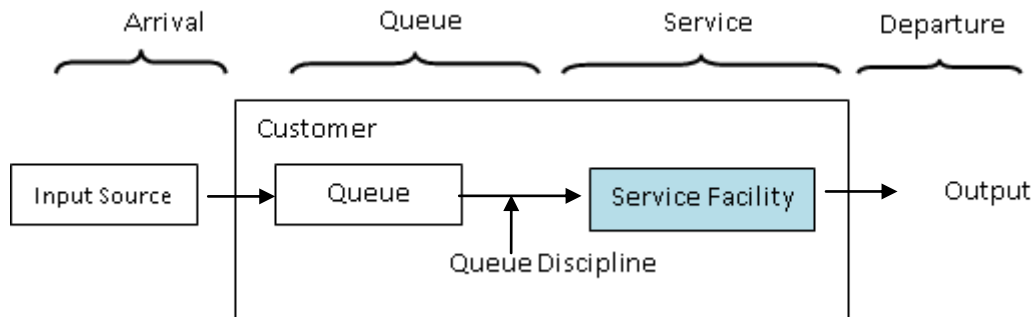 Arrival Queue Service Departure
Customer
Input Source Queue Service Facility Output
Queue Discipline